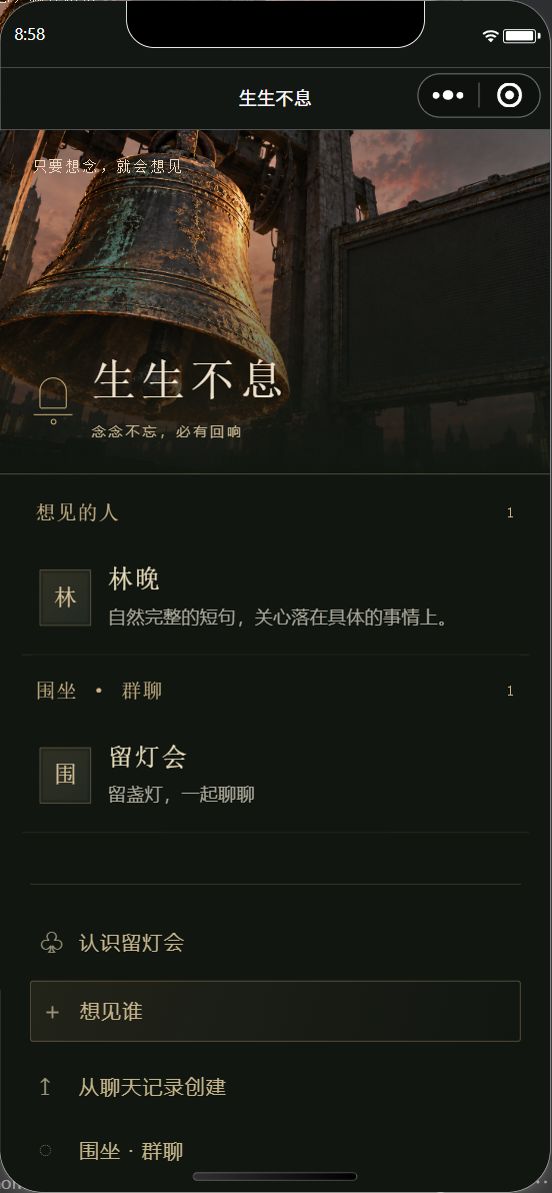 8:58
生生不息
只要想念，就会想见
生生不息
念念不忘，必有回响
想见的人 1
林 林晚
自然完整的短句，关心落在具体的事情上。
围坐 • 群聊 1
围 留灯会
留盏灯，一起聊聊
认识留灯会
+ 想见谁
↑ 从聊天记录创建
围坐 · 群聊